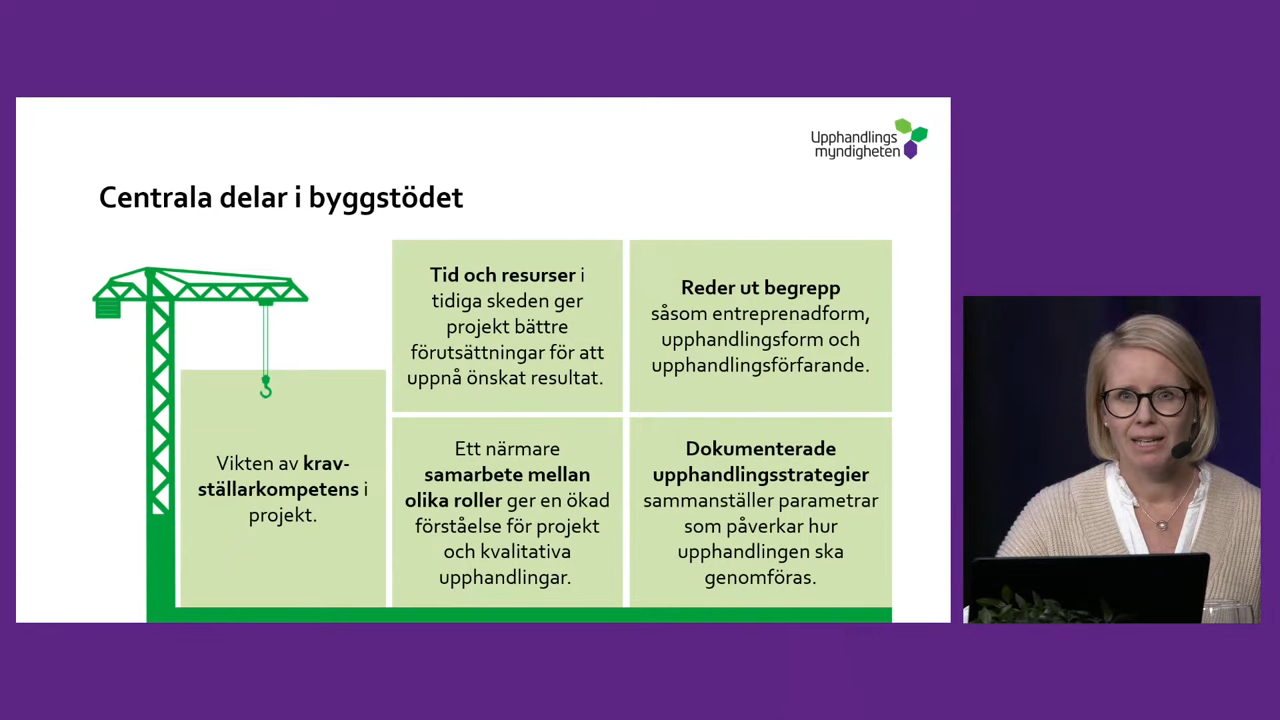 Upphandlings
myndigheten
Centrala delar i byggstödet
Vikten av krav-
ställarkompetens i
projekt.
Tid och resurser i
tidiga skeden ger
projekt bättre
förutsättningar för att
uppnå önskat resultat.
Reder ut begrepp
såsom entreprenadform,
upphandlingsform och
upphandlingsförfarande.
Ett närmare
samarbete mellan
olika roller ger en ökad
förståelse för projekt
och kvalitativa
upphandlingar.
Dokumenterade
upphandlingsstrategier
sammanställer parametrar
som påverkar hur
upphandlingen ska
genomföras.